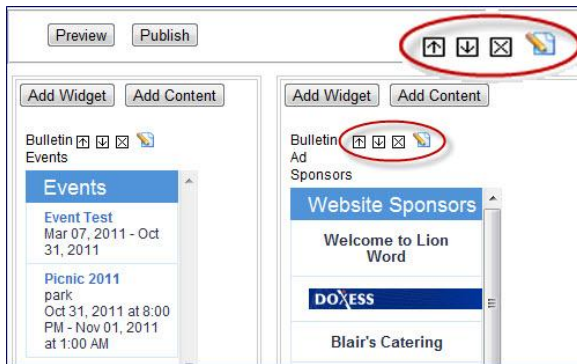 Preview Publish
Add Widget Add Content
Bulletin
Events
Events
Event Test
Mar 07, 2011 - Oct
31, 2011
Picnic 2011
park
Oct 31, 2011 at 8:00
PM - Nov 01, 2011
at 1:00 AM
Add Widget Add Content
Bulletin
Ad
Sponsors
Website Sponsors
Welcome to Lion
Word
DOXESS
Blair's Catering